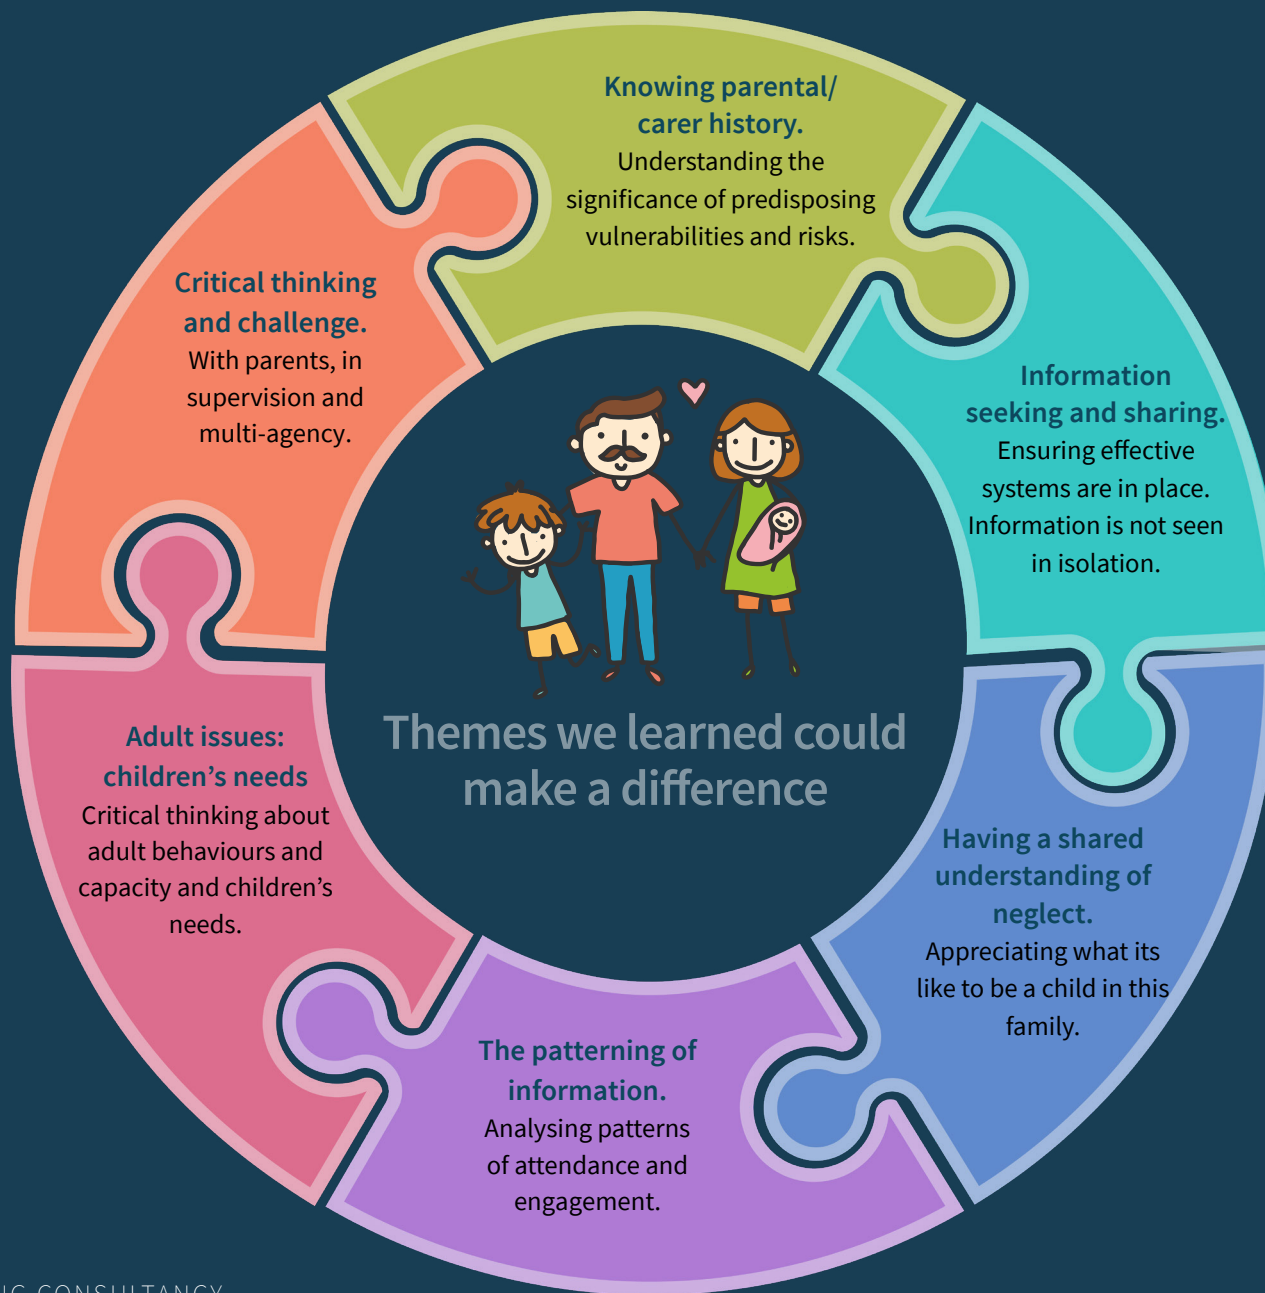 Knowing parental/
carer history.
Understanding the
significance of predisposing
vulnerabilities and risks.
Information
seeking and sharing.
Ensuring effective
systems are in place.
Information is not seen
in isolation.
Having a shared
understanding of
neglect.
Appreciating what its
like to be a child in this
family.
The patterning of
information.
Analysing patterns
of attendance and
engagement.
Adult issues:
children’s needs
Critical thinking about
adult behaviours and
capacity and children’s
needs.
Critical thinking
and challenge.
With parents, in
supervision and
multi-agency.
Themes we learned could
make a difference
CONSULTANCY